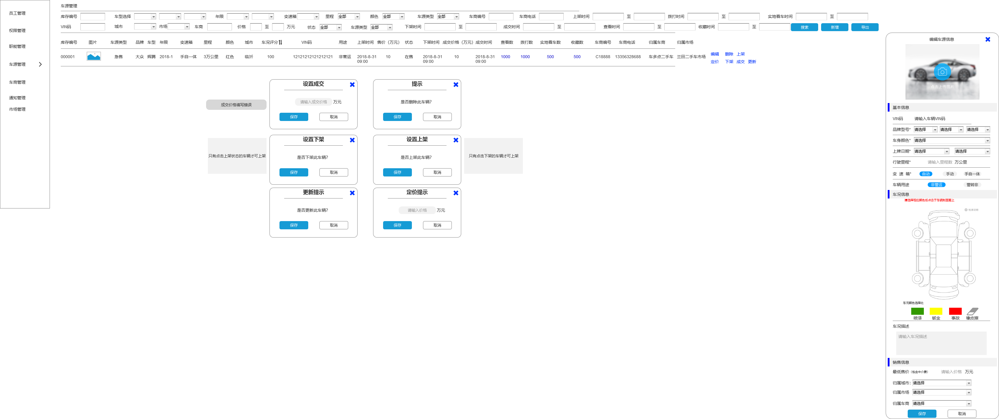 员工管理
权限管理
职能管理
车源管理
车商管理
通知管理
市场管理
车源管理
库存编号 车型选择 年限 变速箱 里程 全部 颜色 全部 车源类型 全部 车商编号 车商电话 上架时间 至 拨打时间 至 实地看车时间 至
VIN码 城市 市场 车商 价格 至 万元 状态 全部 车源类型 全部 下架时间 至 成交时间 至 查看时间 至 收藏时间 至 搜索 新增 导出
库存编号 图片 车源类型 品牌 车型 年限 变速箱 里程 颜色 城市 车况评分 VIN码 用途 上架时间 售价（万元） 状态 下架时间 成交价格（万元） 成交时间 查看数 拨打数 实地看车数 收藏数 车商编号 车商电话 归属车商 归属市场
000001 急售 大众 辉腾 2018-1 手自一体 3万公里 红色 临沂 100 12121212121212121 非营运 2018-8-31 10 在售 2018-8-31 10 2018-8-31 1000 1000 500 500 C18888 13356328688 车多点二手车 兰田二手车市场 编辑 删除 上架
09:00 09:00 09:00 定价 下架 成交 更新
设置成交
请输入成交价格 万元
成交价格填写错误
保存 取消
提示
是否删除此车辆?
保存 取消
设置下架
是否下架此车辆?
只有点击上架状态的车辆才可上架
保存 取消
设置上架
是否上架此车辆?
只有点击下架的车辆才可上架
保存 取消
更新提示
是否更新此车辆?
保存 取消
定价提示
请输入价格 万元
保存 取消
编辑车源信息
点击上传图片
基本信息
VIN码 请输入车辆VIN码
品牌型号* 请选择 请选择 请选择
车身颜色* 请选择
上牌日期* 请选择 请选择
行驶里程* 请输入里程数 万公里
变 速 箱* 自动 手动 手自一体
车辆用途 非营运 营转非
车况信息
请选择相应颜色后点击于车辆剖面图上
? 检测说明
车况颜色选择处
喷漆 钣金 事故 橡皮擦
车况描述
请输入车况描述
销售信息
最低售价（包含中介费） 请输入价格 万元
归属城市: 请选择
归属市场 请选择
归属车商 请选择
保存 取消